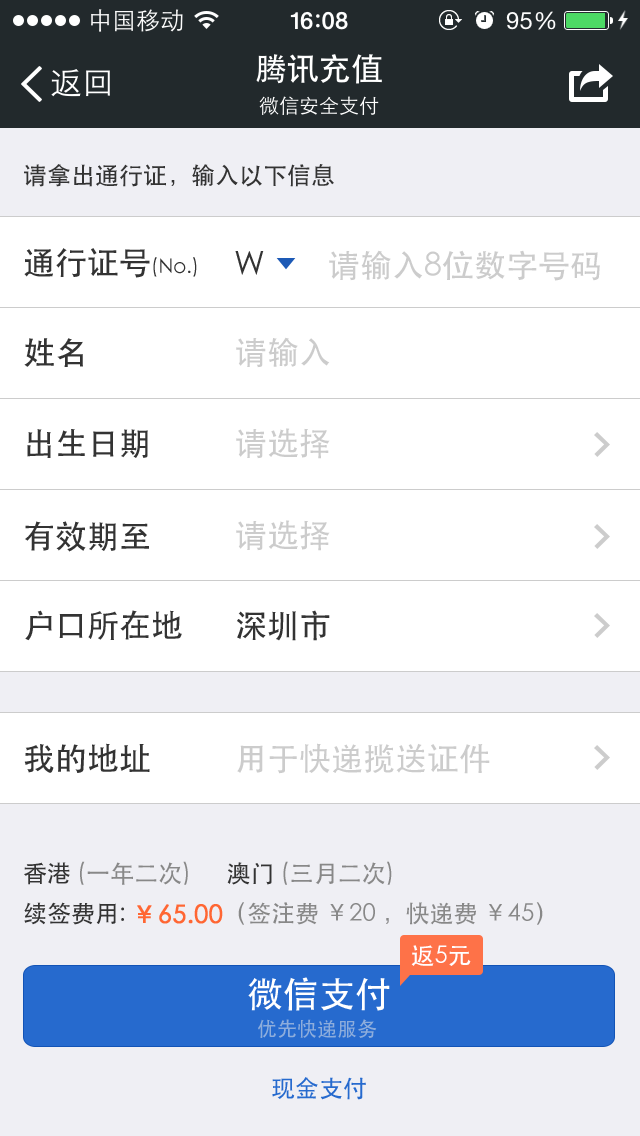 中国移动 16:08 95%
返回 腾讯充值
微信安全支付
请拿出通行证，输入以下信息
通行证号(No.) W 请输入8位数字号码
姓名 请输入
出生日期 请选择
有效期至 请选择
户口所在地 深圳市
我的地址 用于快递揽送证件
香港 (一年二次) 澳门 (三月二次)
续签费用: ￥65.00 (签注费 ￥20 , 快递费 ￥45)
返5元
微信支付
优先快递服务
现金支付